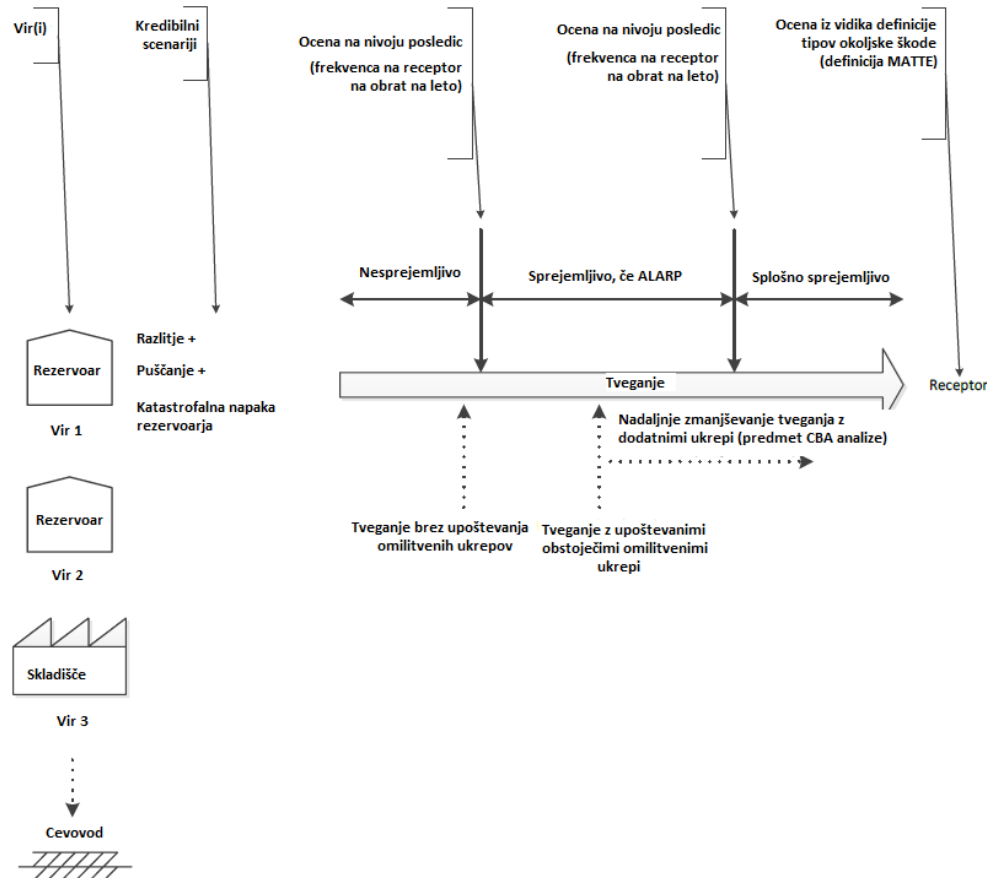 Vir(i)
Kredibilni
scenariji
Ocena na nivoju posledic
(frekvenca na receptor
na obrat na leto)
Ocena na nivoju posledic
(frekvenca na receptor
na obrat na leto)
Ocena iz vidika definicije
tipov okoljske škode
(definicija MATTE)
Nesprejemljivo
Sprejemljivo, če ALARP
Splošno sprejemljivo
Rezervoar
Vir 1
Razlitje +
Puščanje +
Katastrofalna napaka
rezervoarja
Tveganje
Receptor
Nadaljnje zmanjševanje tveganja z
dodatnimi ukrepi (predmet CBA analize)
Tveganje brez upoštevanja
omilitvenih ukrepov
Tveganje z upoštevanimi
obstoječimi omilitvenimi
ukrepi
Rezervoar
Vir 2
Skladišče
Vir 3
Cevovod